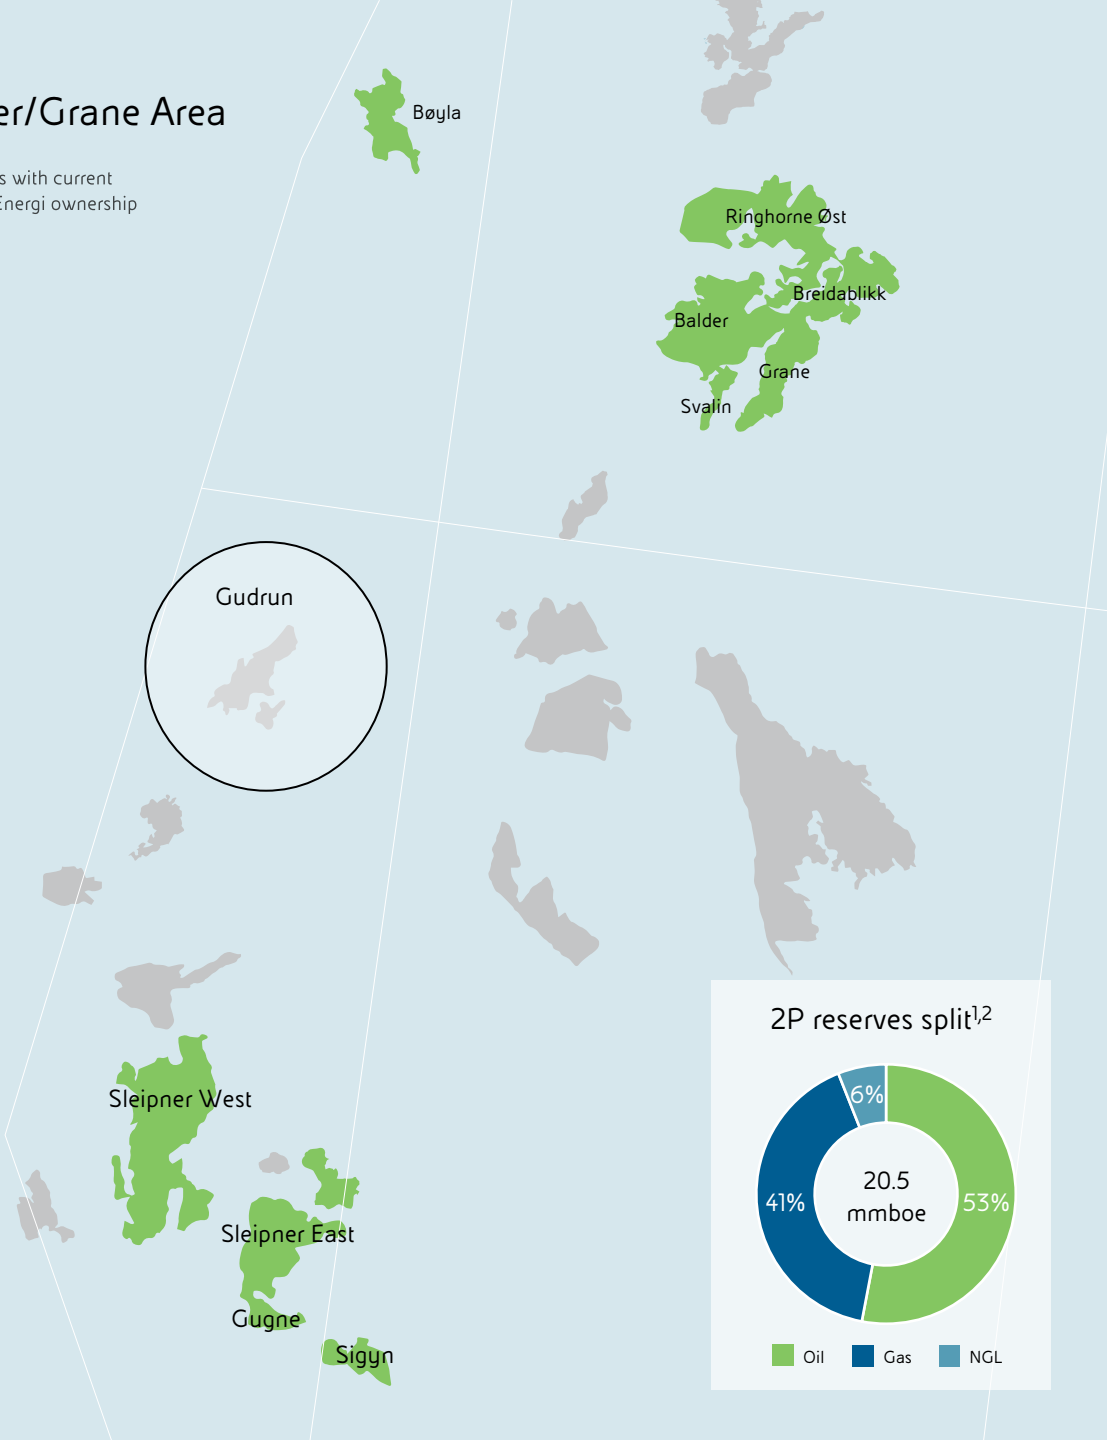 er/Grane Area
s with current
Energi ownership
Bøyla
Ringhorne Øst
Breidablikk
Balder
Grane
Svalin
Gudrun
Sleipner West
Sleipner East
Gugne
Sigyn
2P reserves split1,2
6%
41%
53%
20.5
mmboe
Oil
Gas
NGL